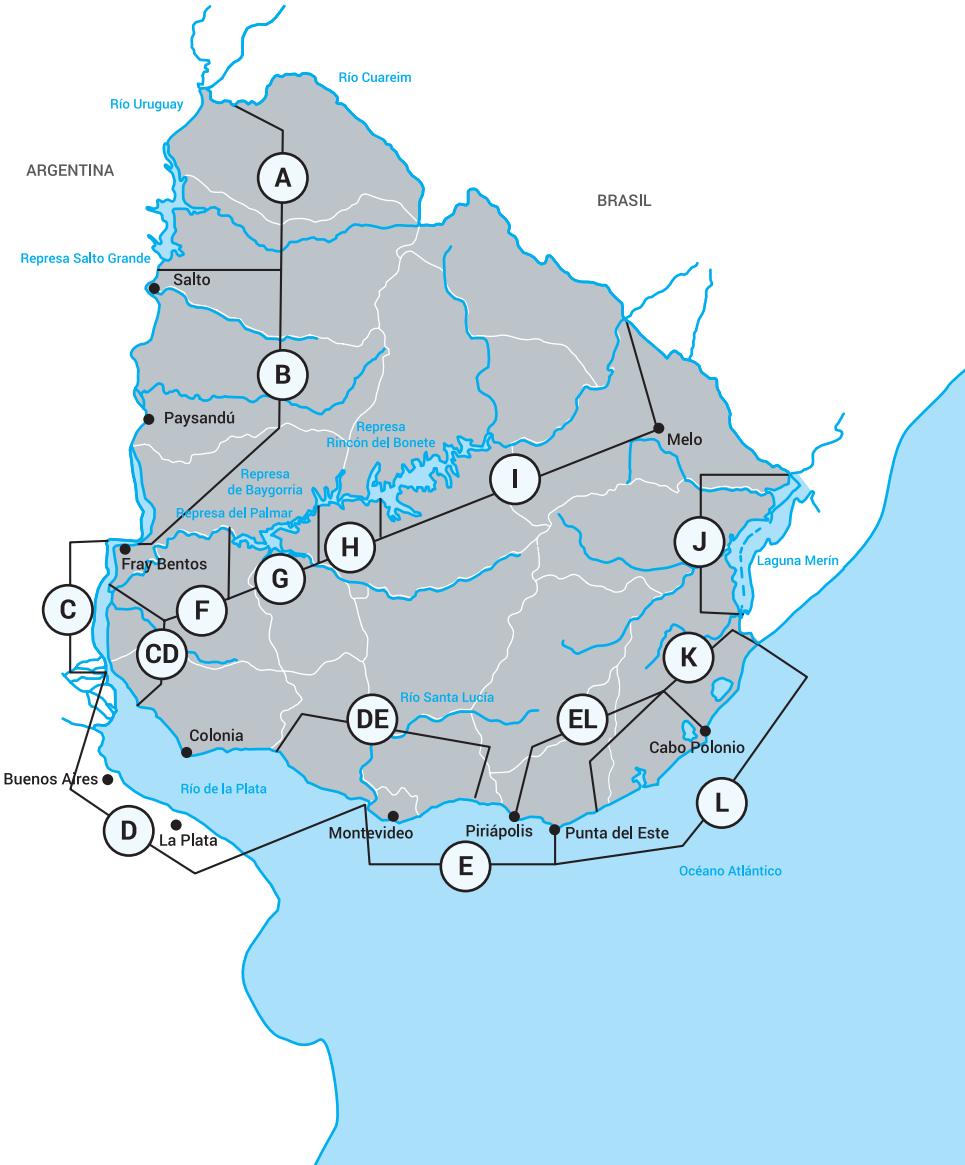 Río Cuareim
Río Uruguay
ARGENTINA
A
BRASIL
Represa Salto Grande
Salto
B
Paysandú
Represa
Rincón del Bonete
Melo
Represa
de Baygorria
I
Represa del Palmar
J
H
Fray Bentos
Laguna Merín
G
C
F
CD
K
Río Santa Lucía
DE
EL
Colonia
Cabo Polonio
Buenos Aires
Río de la Plata
L
D
La Plata
Montevideo
Piriápolis
Punta del Este
E
Océano Atlántico